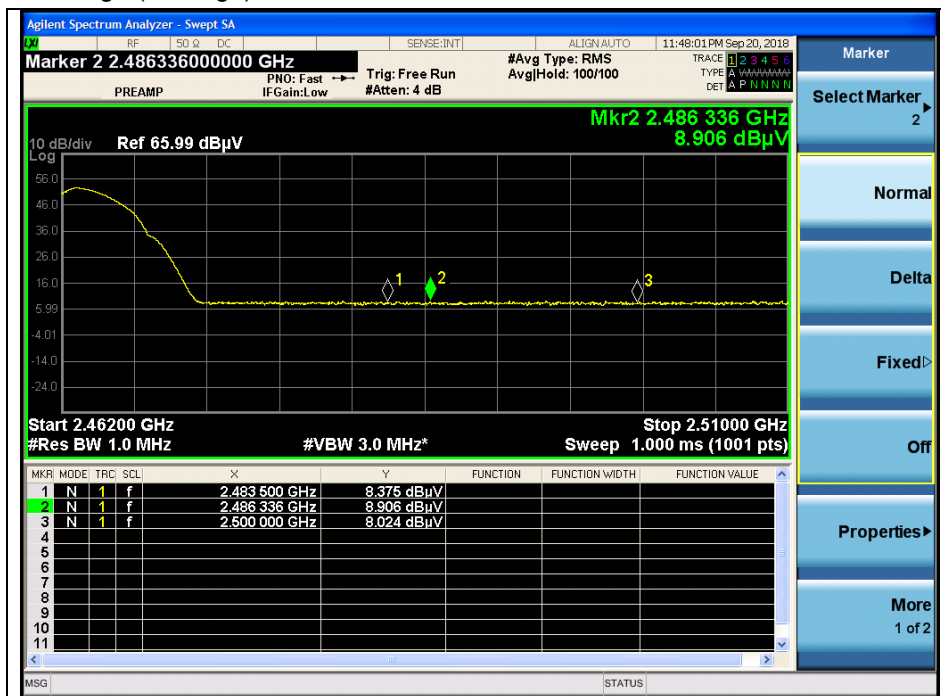 Agilent Spectrum Analyzer - Swept SA
LXI RF 50 Ω DC SENSE:INT ALIGN AUTO 11:48:01 PM Sep 20, 2018
Marker 2 2.486336000000 GHz #Avg Type: RMS TRACE 1 2 3 4 5 6
PNO: Fast Trig: Free Run Avg|Hold: 100/100 TYPE A WWWWW
PREAMP IFGain:Low #Atten: 4 dB DET A P N N N N
Mkr2 2.486 336 GHz
10 dB/div Ref 65.99 dBµV 8.906 dBµV
Log
56.0
46.0
36.0
26.0
16.0
5.99
-4.01
-14.0
-24.0
1 2 3
Start 2.46200 GHz Stop 2.51000 GHz
#Res BW 1.0 MHz #VBW 3.0 MHz* Sweep 1.000 ms (1001 pts)
MKR MODE TRC SCL X Y FUNCTION FUNCTION WIDTH FUNCTION VALUE
1 N 1 f 2.483 500 GHz 8.375 dBµV
2 N 1 f 2.486 336 GHz 8.906 dBµV
3 N 1 f 2.500 000 GHz 8.024 dBµV
4
5
6
7
8
9
10
11
MSG STATUS
Marker
Select Marker
2
Normal
Delta
Fixed
Off
Properties
More
1 of 2